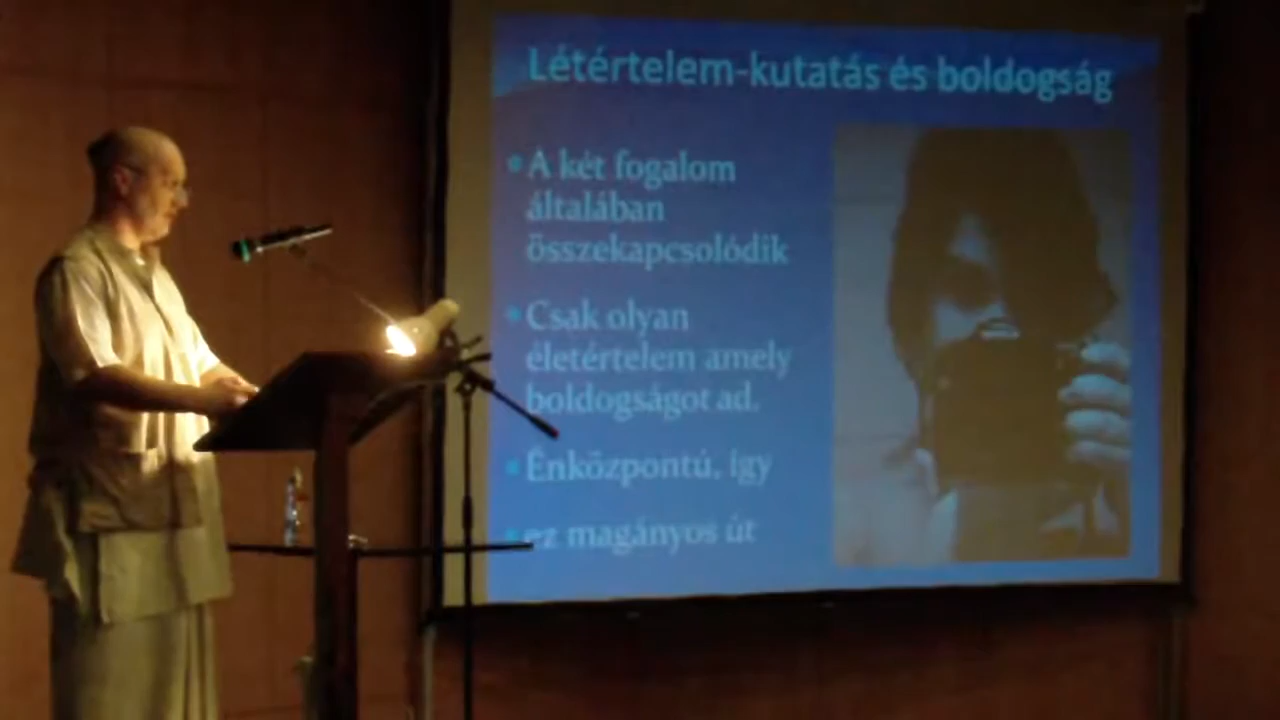 Létértelem-kutatás és boldogság
• A két fogalom
általában
összekapcsolódik
• Csak olyan
életértelem amely
boldogságot ad.
• Énközpontú, így
• ez magányos út